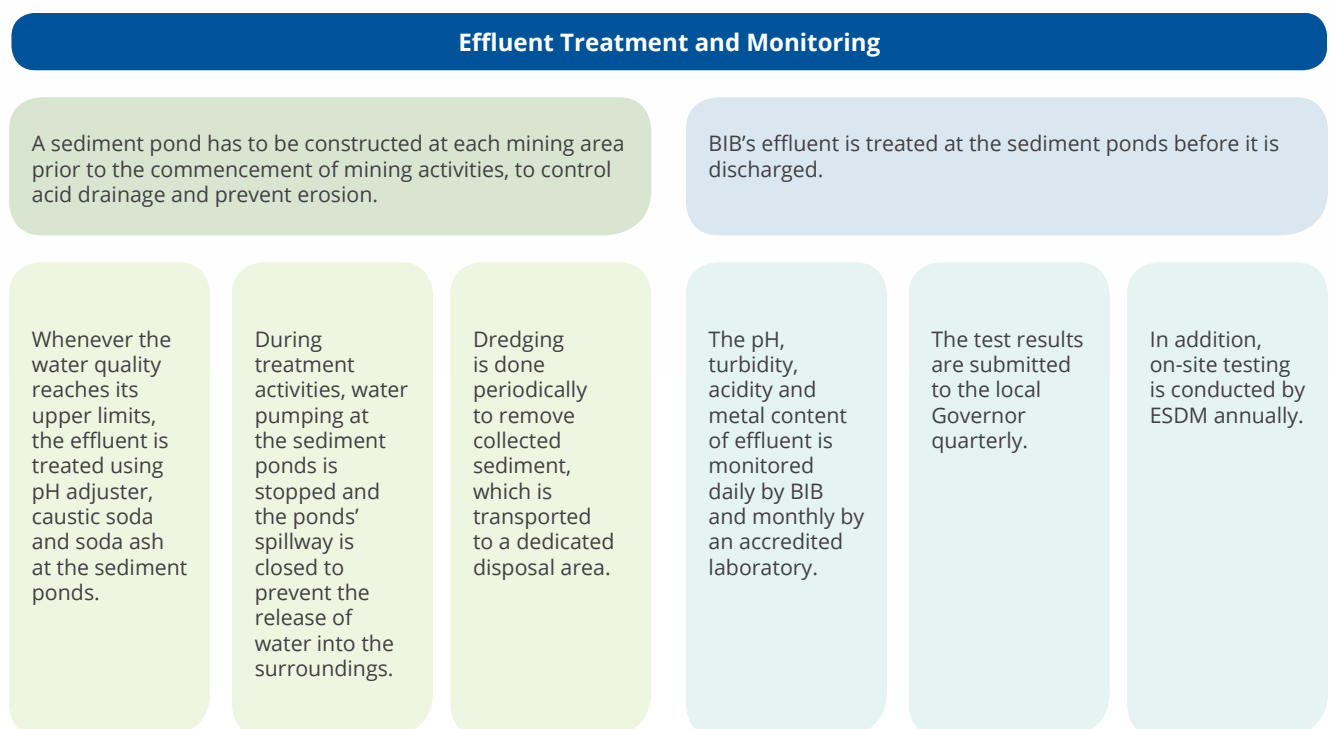 Effluent Treatment and Monitoring
A sediment pond has to be constructed at each mining area
prior to the commencement of mining activities, to control
acid drainage and prevent erosion.
BIB’s effluent is treated at the sediment ponds before it is
discharged.
Whenever the
water quality
reaches its
upper limits,
the effluent is
treated using
pH adjuster,
caustic soda
and soda ash
at the sediment
ponds.
During
treatment
activities, water
pumping at
the sediment
ponds is
stopped and
the ponds’
spillway is
closed to
prevent the
release of
water into the
surroundings.
Dredging
is done
periodically
to remove
collected
sediment,
which is
transported
to a dedicated
disposal area.
The pH,
turbidity,
acidity and
metal content
of effluent is
monitored
daily by BIB
and monthly by
an accredited
laboratory.
The test results
are submitted
to the local
Governor
quarterly.
In addition,
on-site testing
is conducted by
ESDM annually.